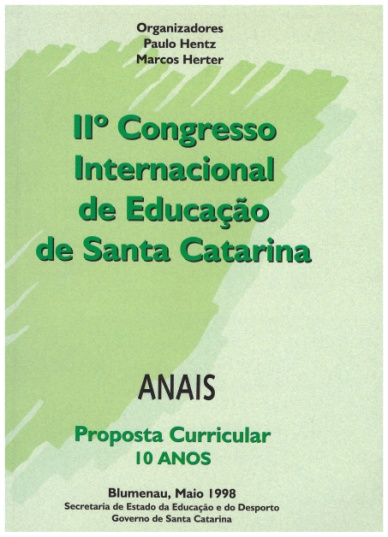 Organizadores
Paulo Hentz
Marcos Herter
IIº Congresso
Internacional
de Educação
de Santa Catarina
ANAIS
Proposta Curricular
10 ANOS
Blumenau, Maio 1998
Secretaria de Estado da Educação e do Desporto
Governo de Santa Catarina